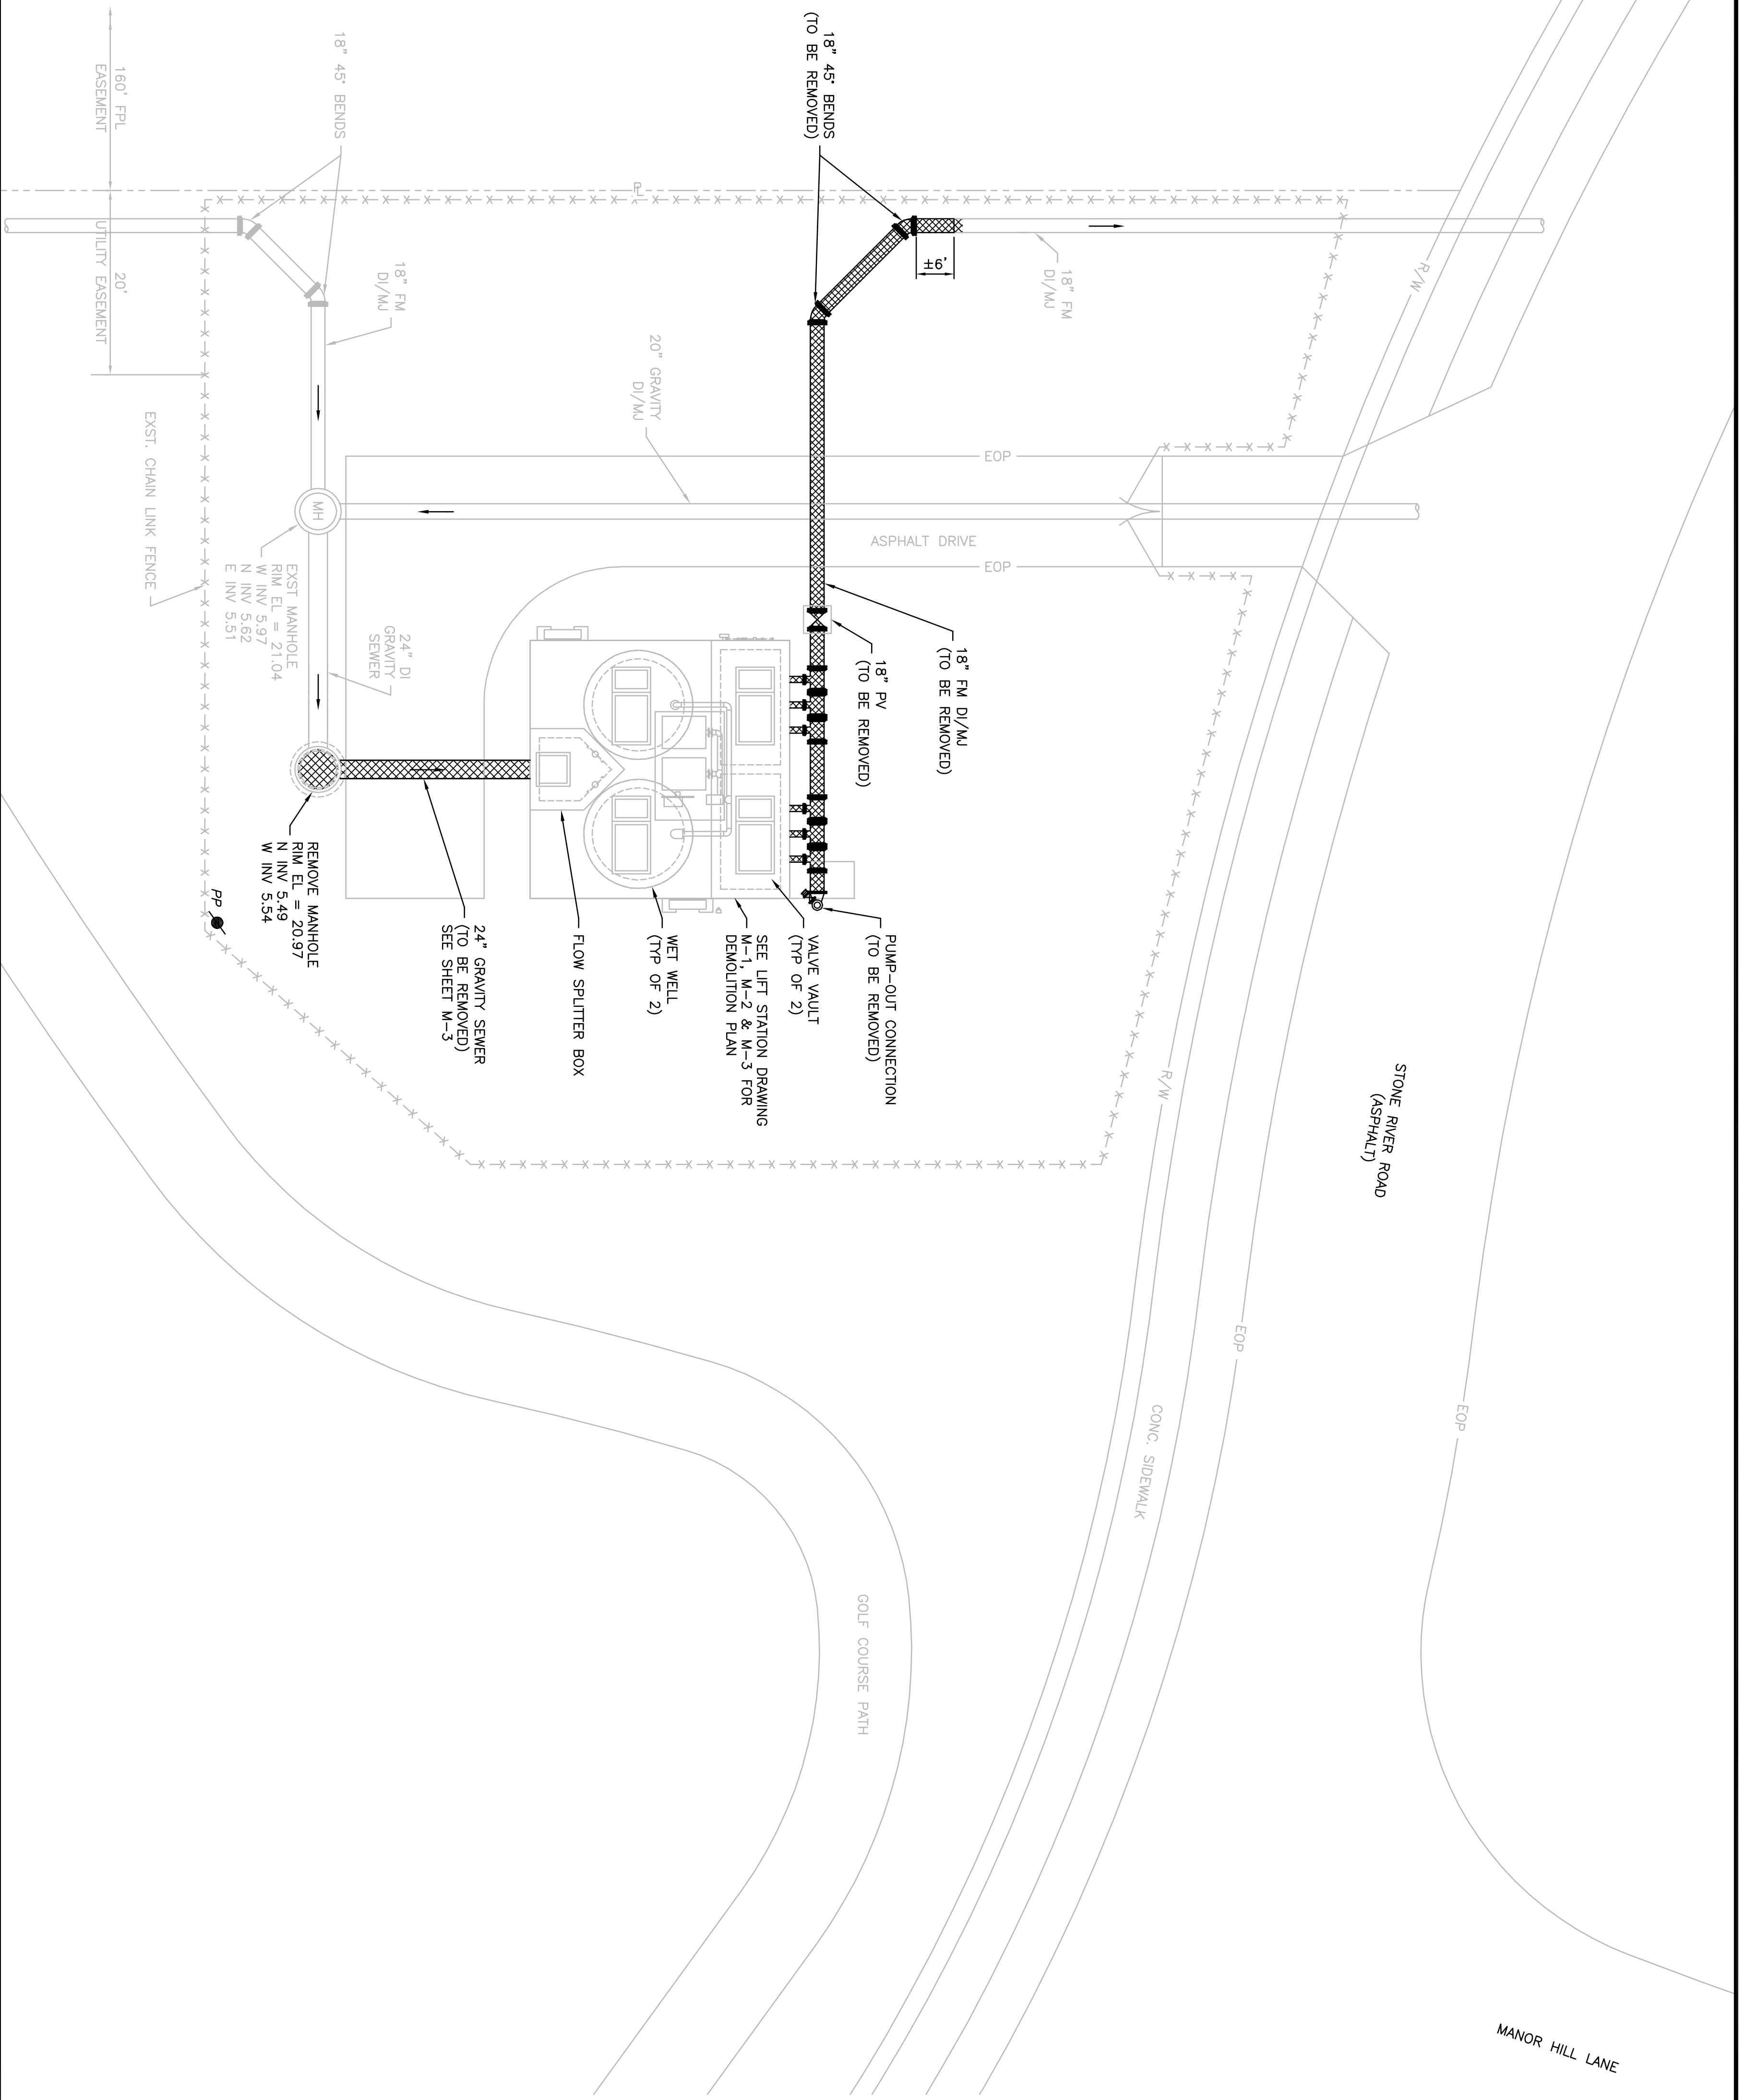 18" 45° BENDS
(TO BE REMOVED)
18" 45° BENDS
160' FPL
EASEMENT
20'
UTILITY EASEMENT
PL
±6'
18" FM
DI/MJ
R/W
18" FM
DI/MJ
20" GRAVITY
DI/MJ
EOP
ASPHALT DRIVE
EOP
EXST. CHAIN LINK FENCE
MH
EXST MANHOLE
RIM EL = 21.04
W INV 5.97
N INV 5.62
E INV 5.51
24" DI
GRAVITY
SEWER
18" FM DI/MJ
(TO BE REMOVED)
18" PV
(TO BE REMOVED)
PUMP-OUT CONNECTION
(TO BE REMOVED)
VALVE VAULT
(TYP OF 2)
SEE LIFT STATION DRAWING
M-1, M-2 & M-3 FOR
DEMOLITION PLAN
WET WELL
(TYP OF 2)
FLOW SPLITTER BOX
24" GRAVITY SEWER
(TO BE REMOVED)
SEE SHEET M-3
REMOVE MANHOLE
RIM EL = 20.97
N INV 5.49
W INV 5.54
PP
STONE RIVER ROAD
(ASPHALT)
R/W
EOP
EOP
CONC. SIDEWALK
GOLF COURSE PATH
MANOR HILL LANE